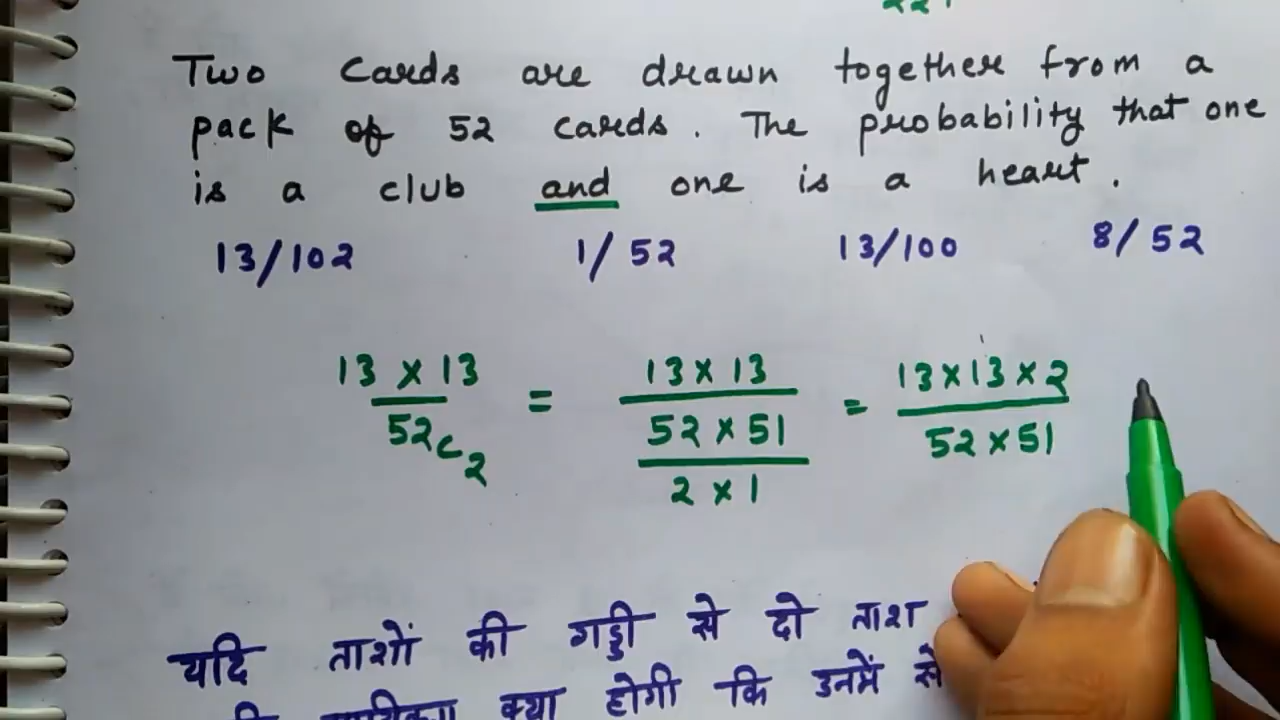 Two cards are drawn together from a
pack of 52 cards. The probability that one
is a club and one is a heart.
13/102 1/52 13/100 8/52
13 x 13 / 52c2 = 13 x 13 / 52 x 51 / 2 x 1 = 13 x 13 x 2 / 52 x 51
यदि ताशों की गड्डी से दो ताश
क्या होगी कि उनमें से